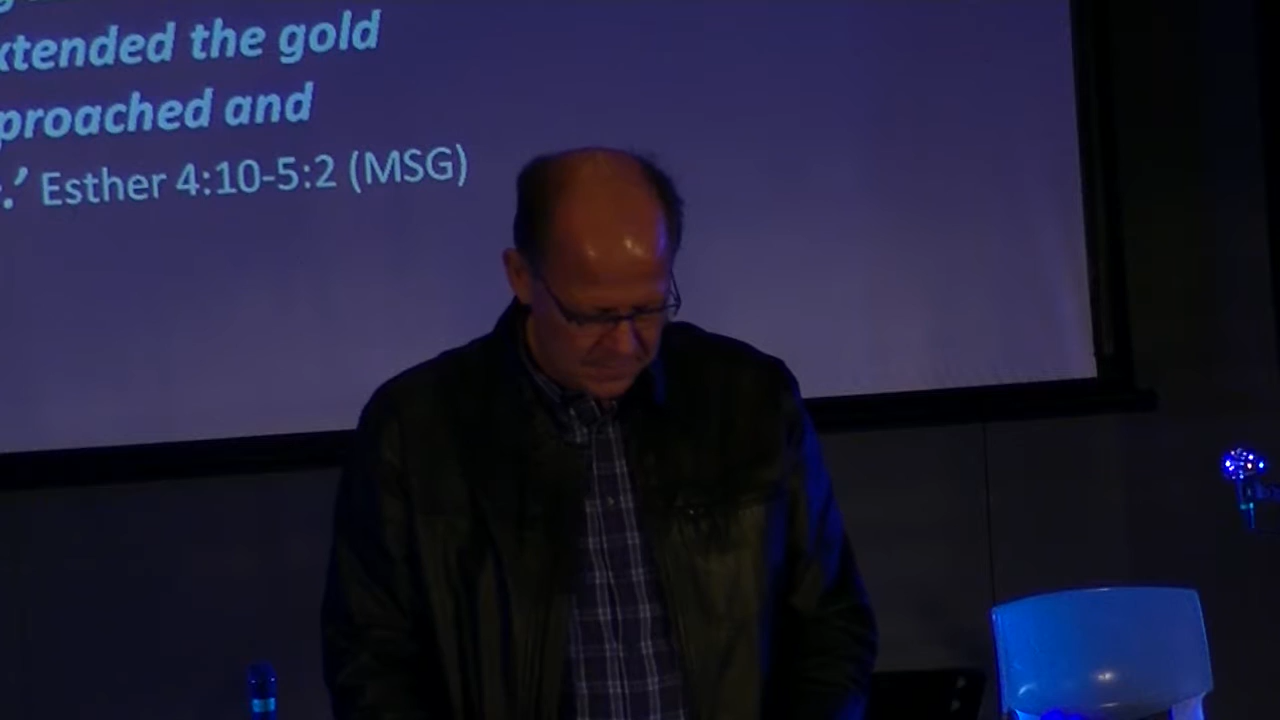 xtended the gold
proached and
.’ Esther 4:10-5:2 (MSG)